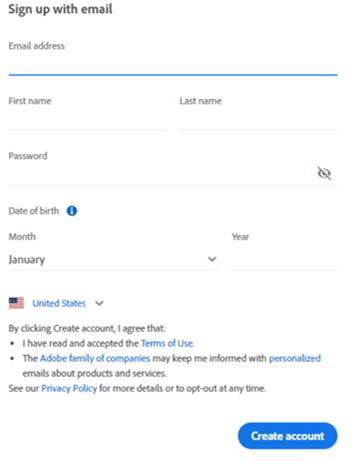 Sign up with email
Email address
First name Last name
Password
Date of birth
Month Year
January
United States
By clicking Create account, I agree that:
• I have read and accepted the Terms of Use.
• The Adobe family of companies may keep me informed with personalized
emails about products and services.
See our Privacy Policy for more details or to opt-out at any time.
Create account